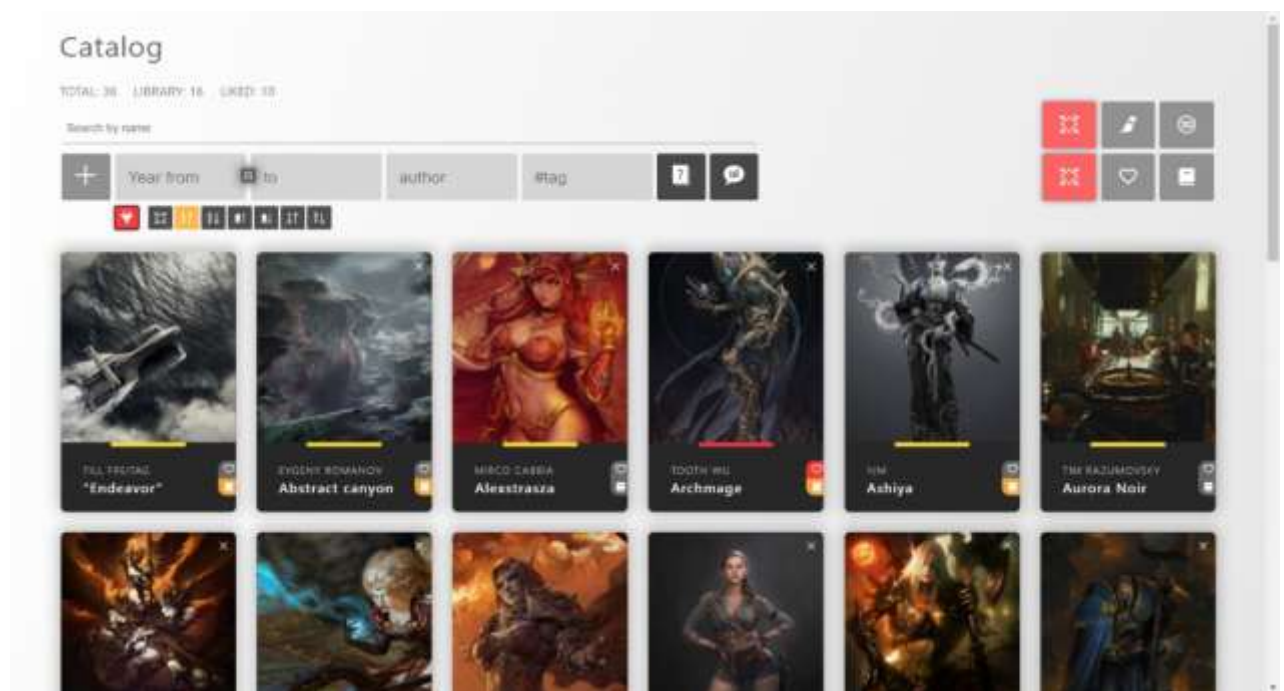 Catalog
TOTAL: 36 LIBRARY: 16 LIKED: 10
Search by name
Year from
to
author
#tag
TILL FREITAG
"Endeavor"
EVGENY ROMANOV
Abstract canyon
MIRCO CABBIA
Alexstrasza
TOOTH WU
Archmage
Ashiya
TIM RAZUMOVSKY
Aurora Noir